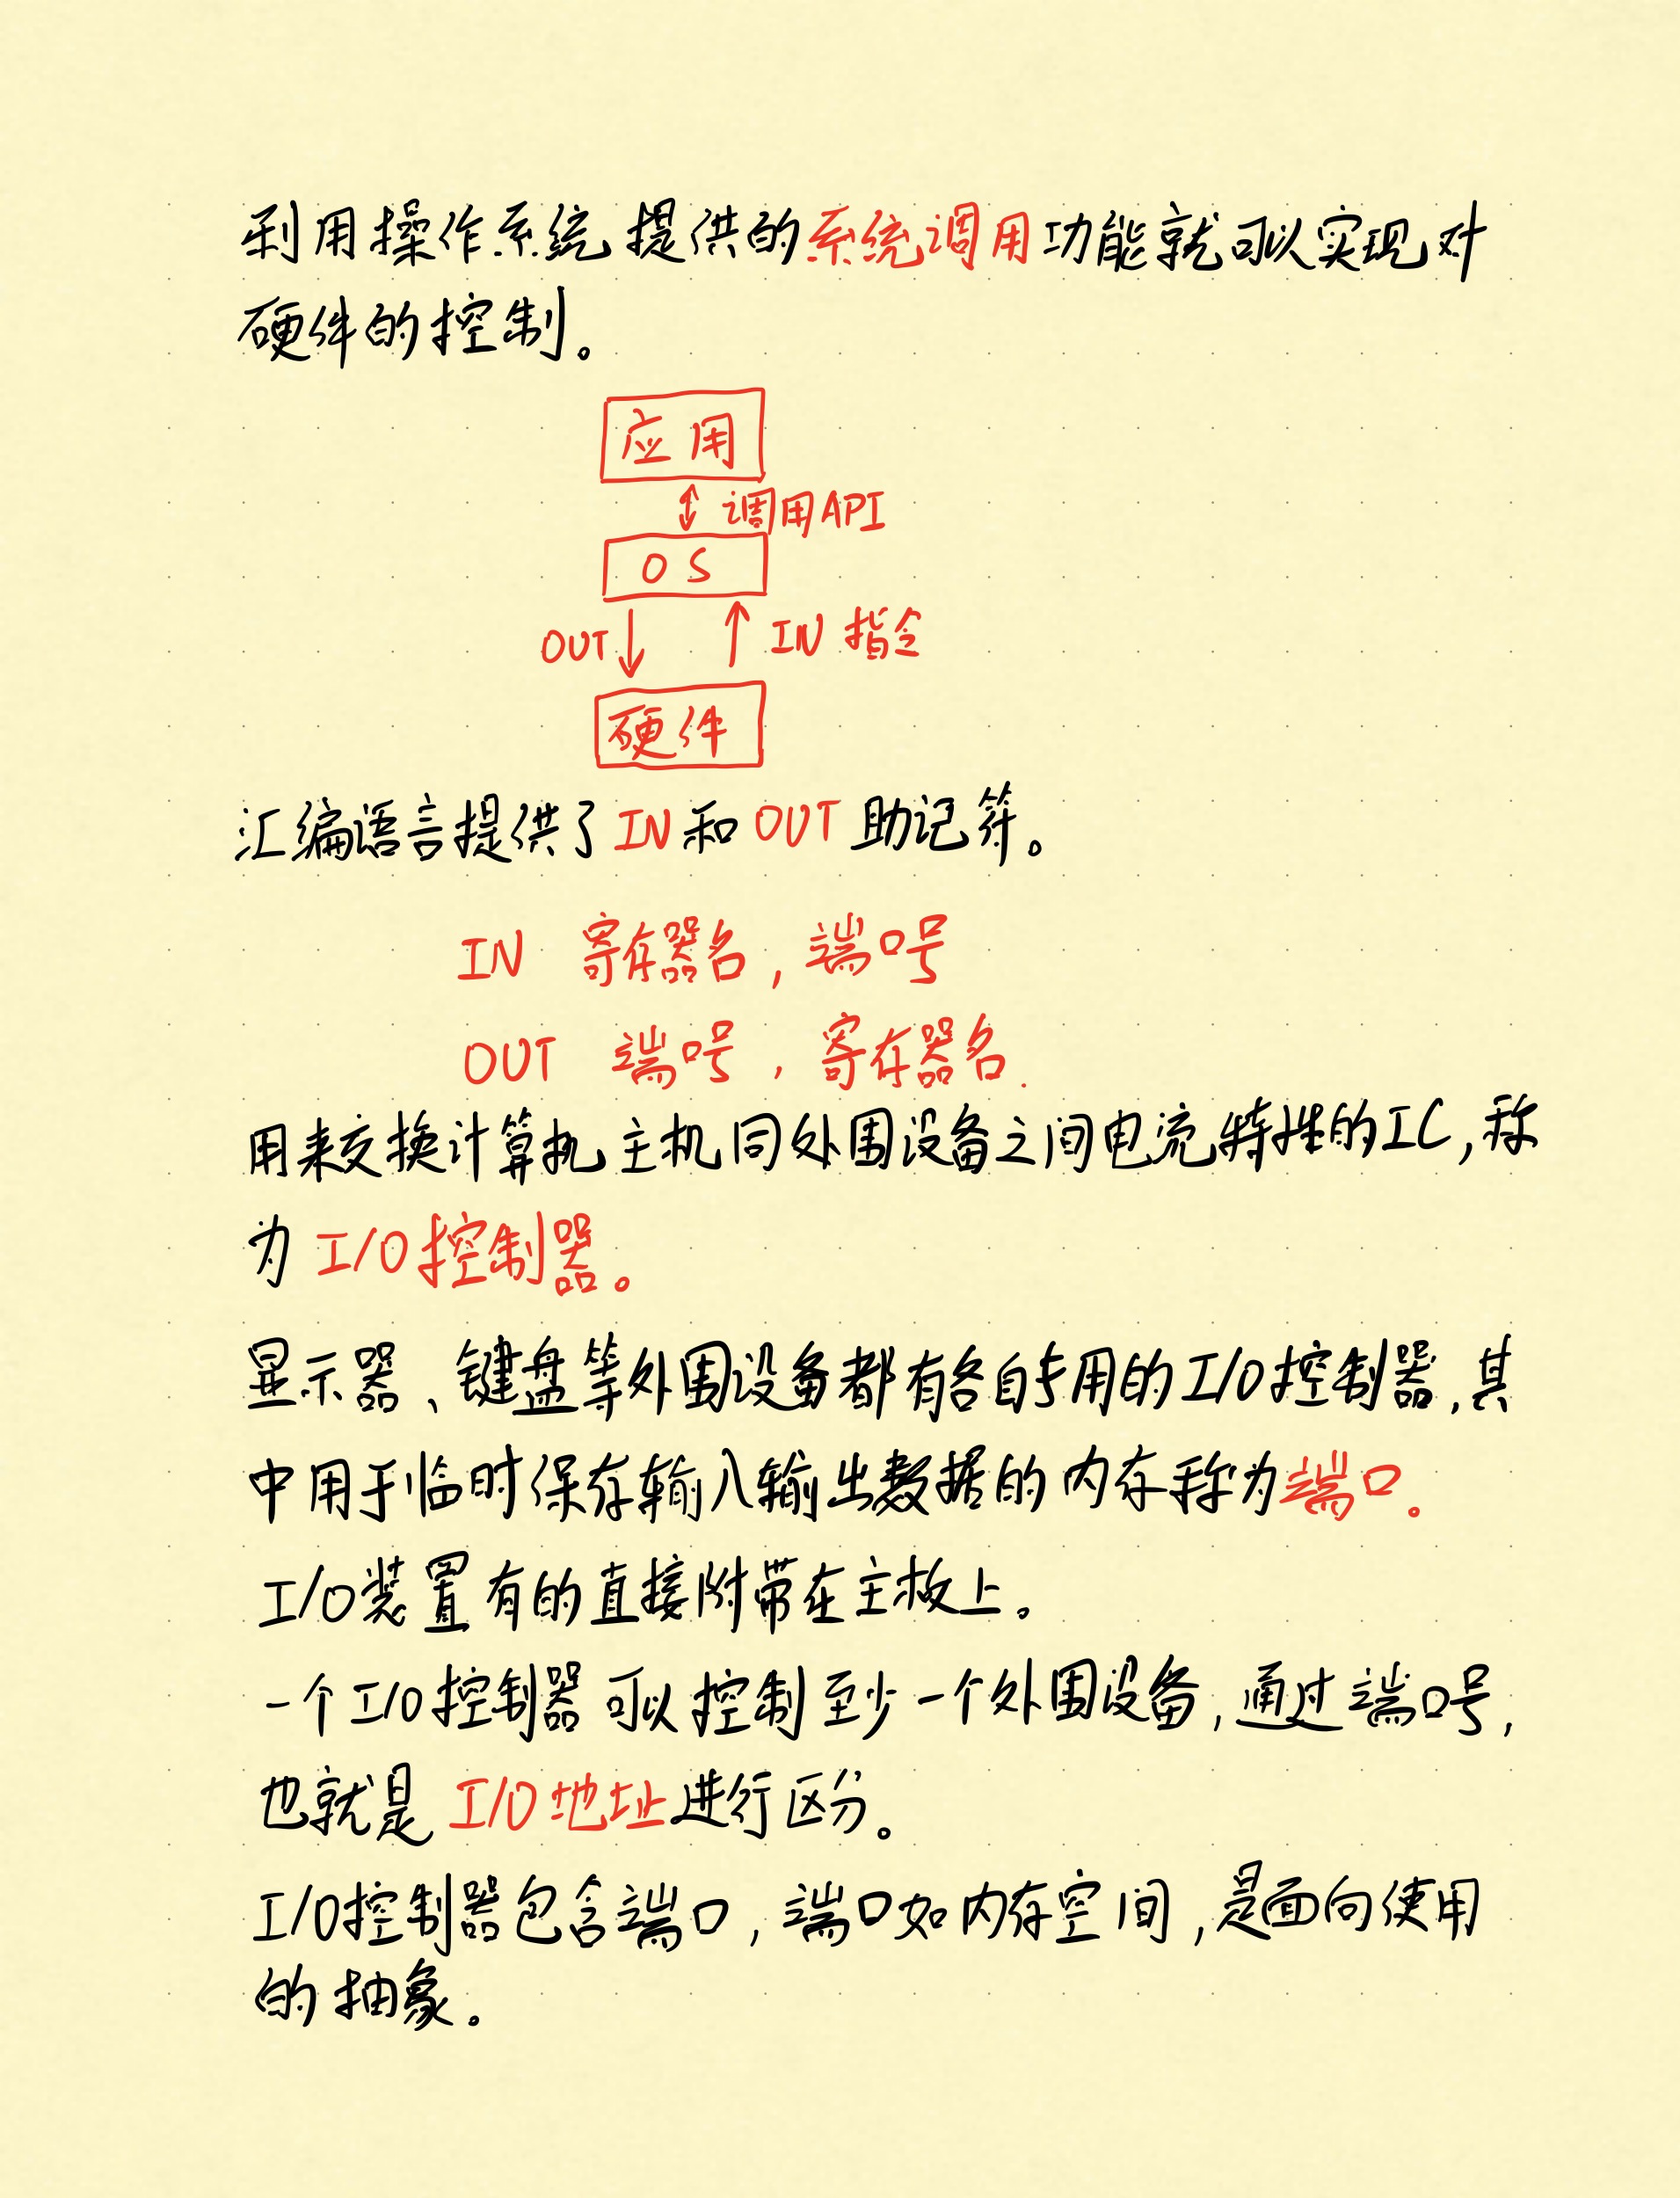 利用操作系统提供的系统调用功能就可以实现对
硬件的控制。
应用
调用API
OS
OUT
IN 指令
硬件
汇编语言提供了IN和OUT助记符。
IN 寄存器名，端口号
OUT 端口号，寄存器名.
用来交换计算机主机同外围设备之间电流特性的IC，称
为I/O控制器。
显示器、键盘等外围设备都有各自专用的I/O控制器，其
中用于临时保存输入输出数据的内存称为端口。
I/O装置有的直接附带在主板上。
一个I/O控制器可以控制至少一个外围设备，通过端口号，
也就是I/O地址进行区分。
I/O控制器包含端口，端口如内存空间，是面向使用
的抽象。